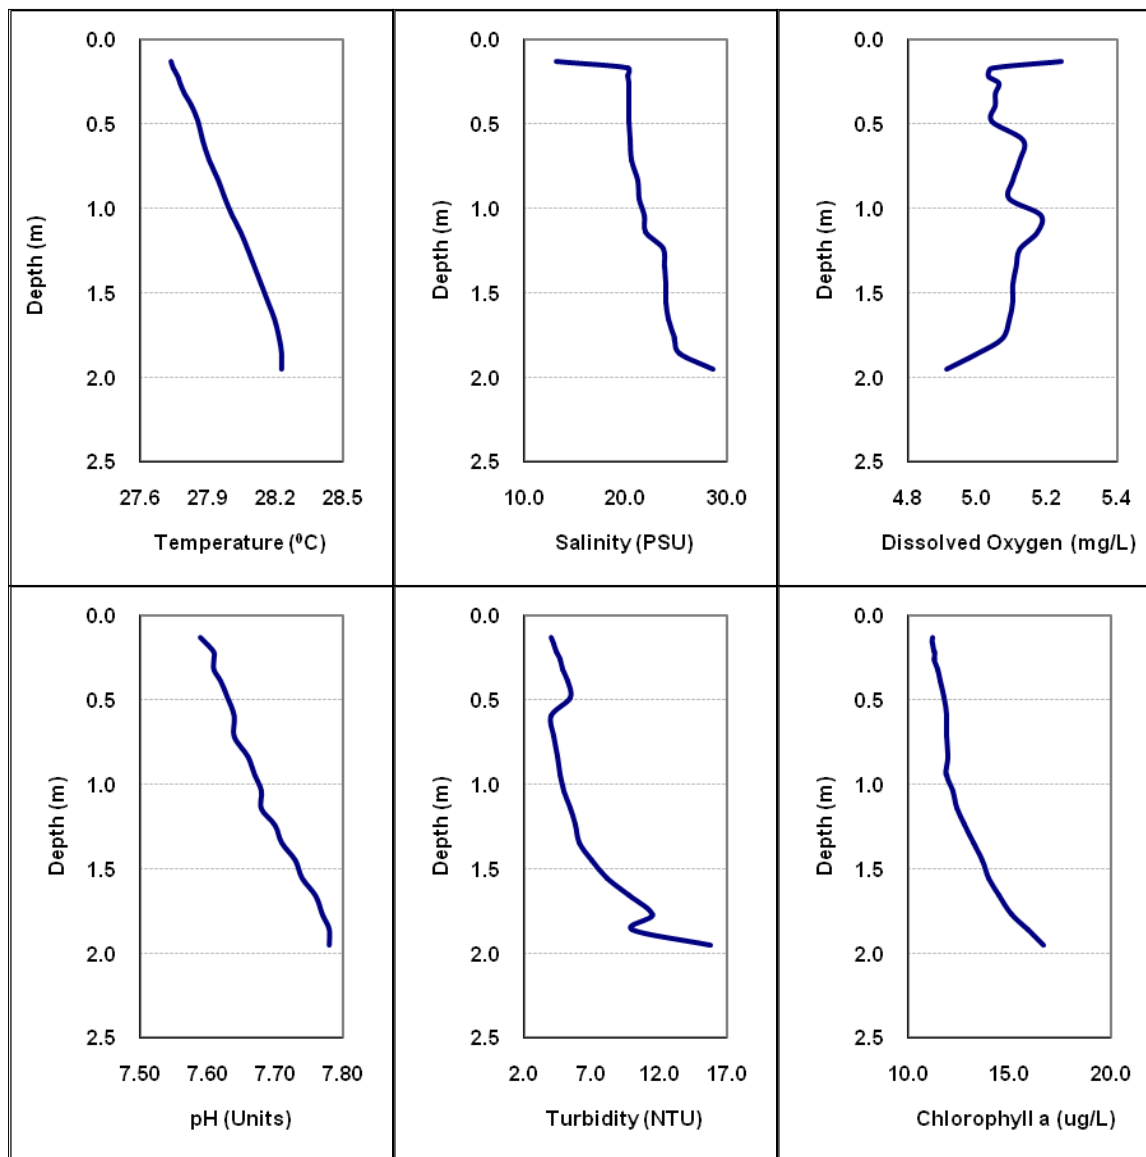 0.0
0.5
1.0
1.5
2.0
2.5
Depth (m)
27.6 27.9 28.2 28.5
Temperature (⁰C)
0.0
0.5
1.0
1.5
2.0
2.5
Depth (m)
10.0 20.0 30.0
Salinity (PSU)
0.0
0.5
1.0
1.5
2.0
2.5
Depth (m)
4.8 5.0 5.2 5.4
Dissolved Oxygen (mg/L)
0.0
0.5
1.0
1.5
2.0
2.5
Depth (m)
7.50 7.60 7.70 7.80
pH (Units)
0.0
0.5
1.0
1.5
2.0
2.5
Depth (m)
2.0 7.0 12.0 17.0
Turbidity (NTU)
0.0
0.5
1.0
1.5
2.0
2.5
Depth (m)
10.0 15.0 20.0
Chlorophyll a (ug/L)